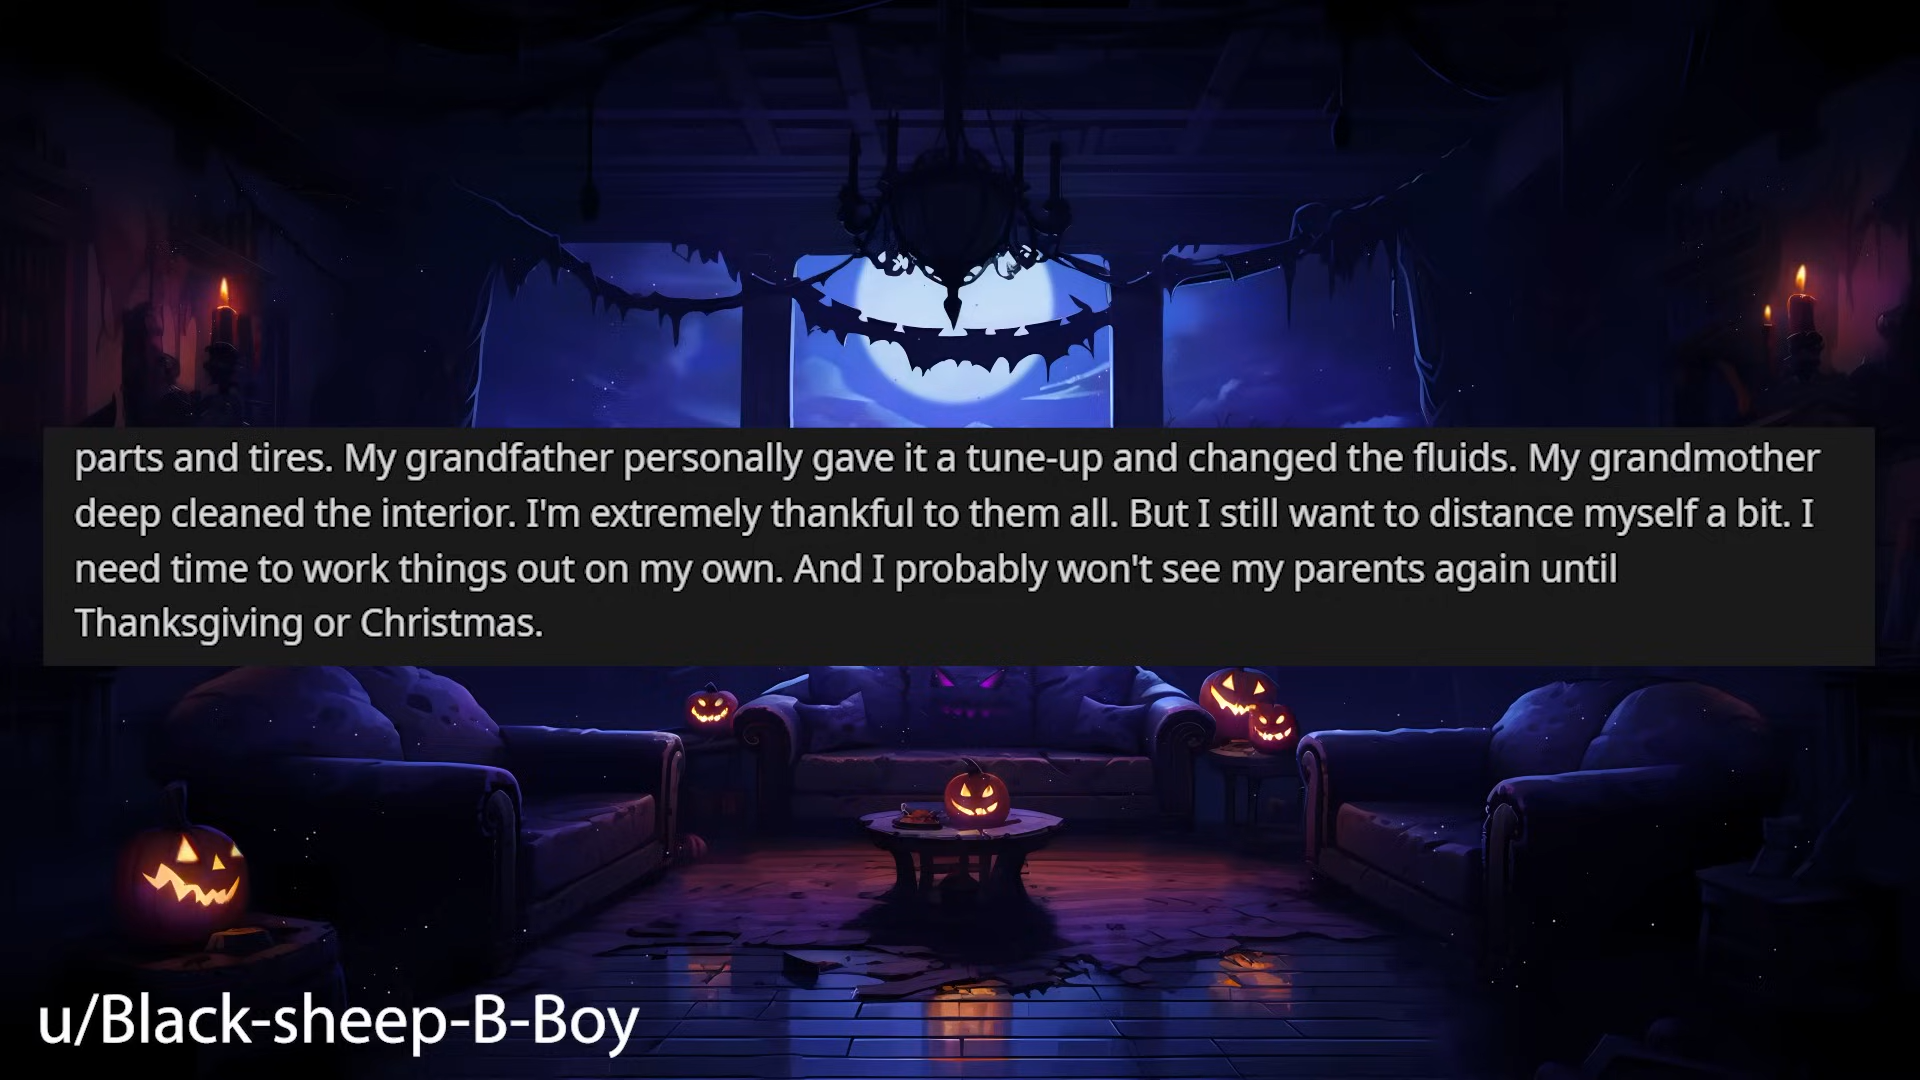 parts and tires. My grandfather personally gave it a tune-up and changed the fluids. My grandmother
deep cleaned the interior. I'm extremely thankful to them all. But I still want to distance myself a bit. I
need time to work things out on my own. And I probably won't see my parents again until
Thanksgiving or Christmas.
u/Black-sheep-B-Boy